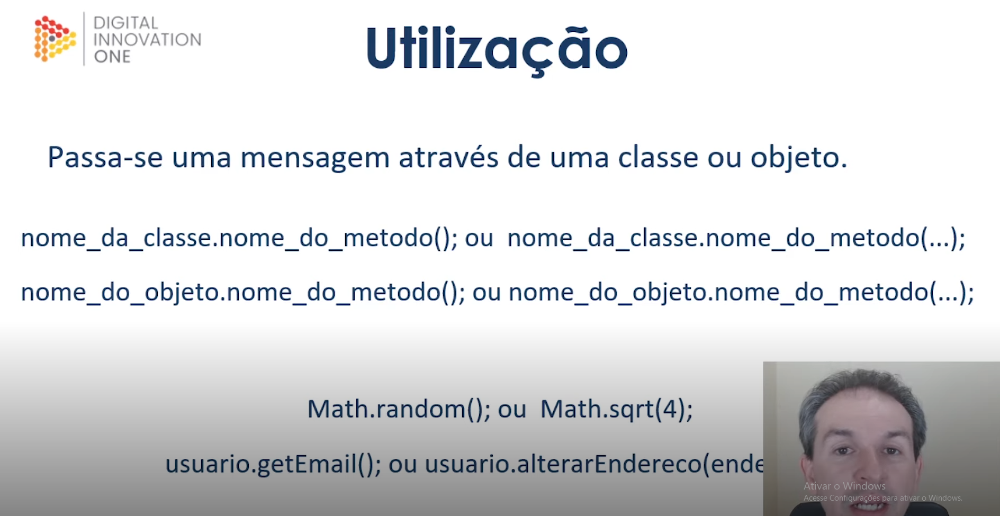 DIGITAL
INNOVATION
ONE
Utilização
Passa-se uma mensagem através de uma classe ou objeto.
nome_da_classe.nome_do_metodo(); ou nome_da_classe.nome_do_metodo(...);
nome_do_objeto.nome_do_metodo(); ou nome_do_objeto.nome_do_metodo(...);
Math.random(); ou Math.sqrt(4);
usuario.getEmail(); ou usuario.alterarEndereco(ende
Ativar o Windows
Acesse Configurações para ativar o Windows.